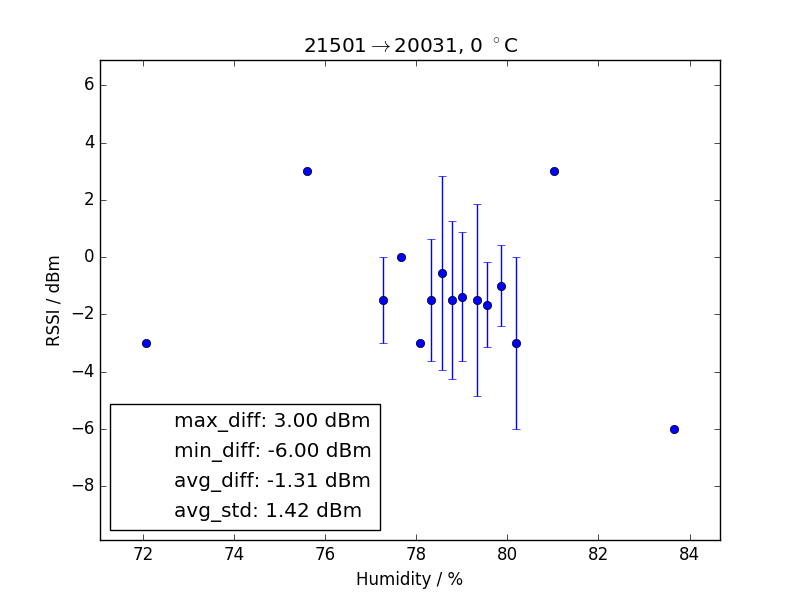 21501→20031, 0 °C
RSSI / dBm
6
4
2
0
−2
−4
−6
−8
max_diff: 3.00 dBm
min_diff: -6.00 dBm
avg_diff: -1.31 dBm
avg_std: 1.42 dBm
72 74 76 78 80 82 84
Humidity / %